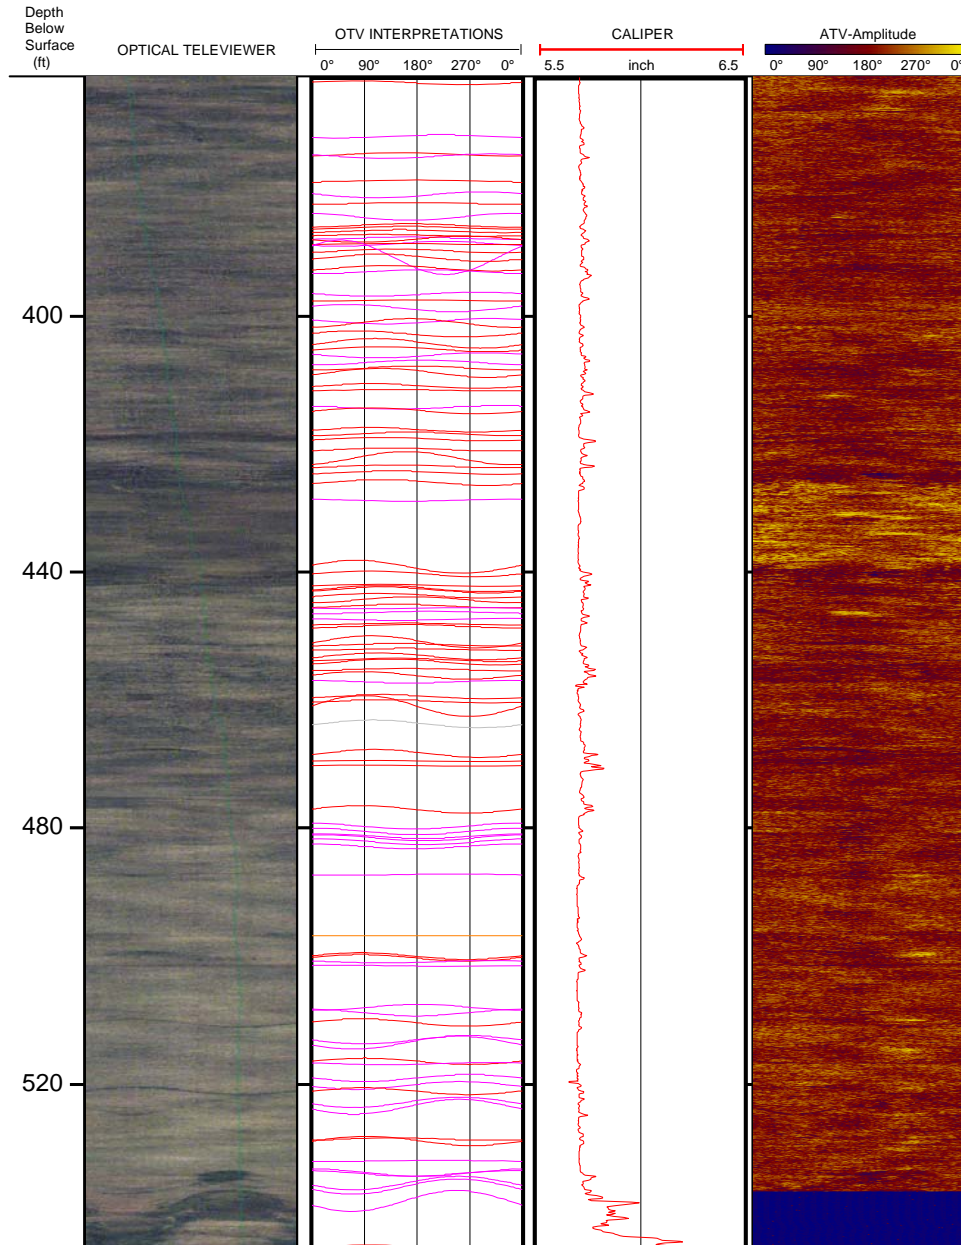 Depth
Below
Surface
(ft)
OPTICAL TELEVIEWER
OTV INTERPRETATIONS
0° 90° 180° 270° 0°
CALIPER
5.5 inch 6.5
ATV-Amplitude
0° 90° 180° 270° 0°
400
440
480
520